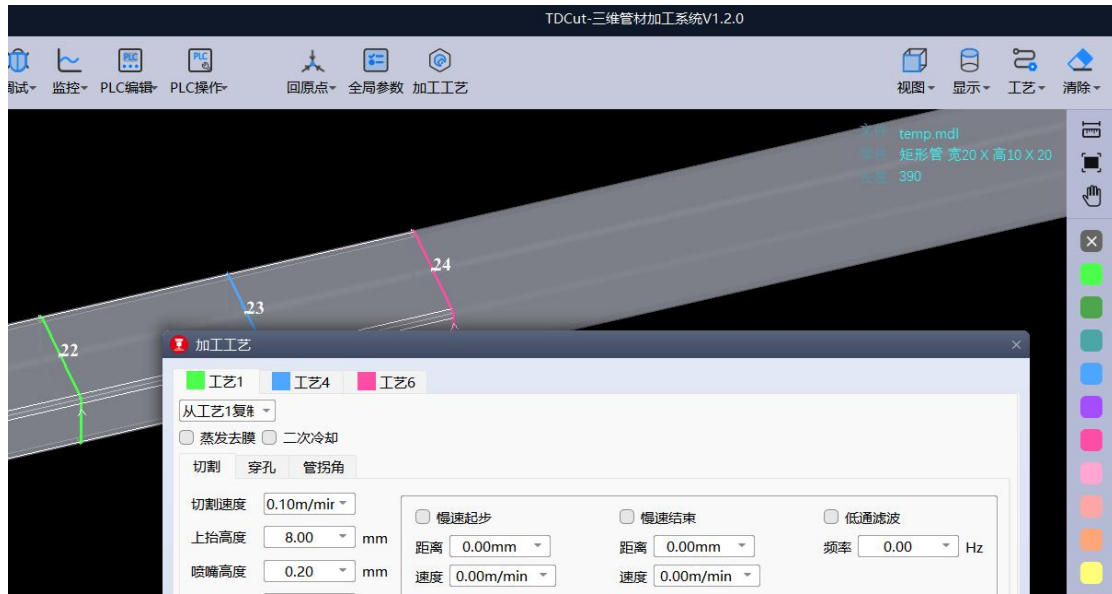 TDCut-三维管材加工系统V1.2.0
调试 监控 PLC编辑 PLC操作 回原点 全局参数 加工工艺 视图 显示 工艺 清除
temp.mdl
矩形管 宽20 X 高10 X 20
390
24
23
22
加工工艺
工艺1 工艺4 工艺6
从工艺1复制
蒸发去膜 二次冷却
切割 穿孔 管拐角
切割速度 0.10m/mir
慢速起步 慢速结束 低通滤波
上抬高度 8.00 mm
距离 0.00mm 距离 0.00mm 频率 0.00 Hz
喷嘴高度 0.20 mm
速度 0.00m/min 速度 0.00m/min